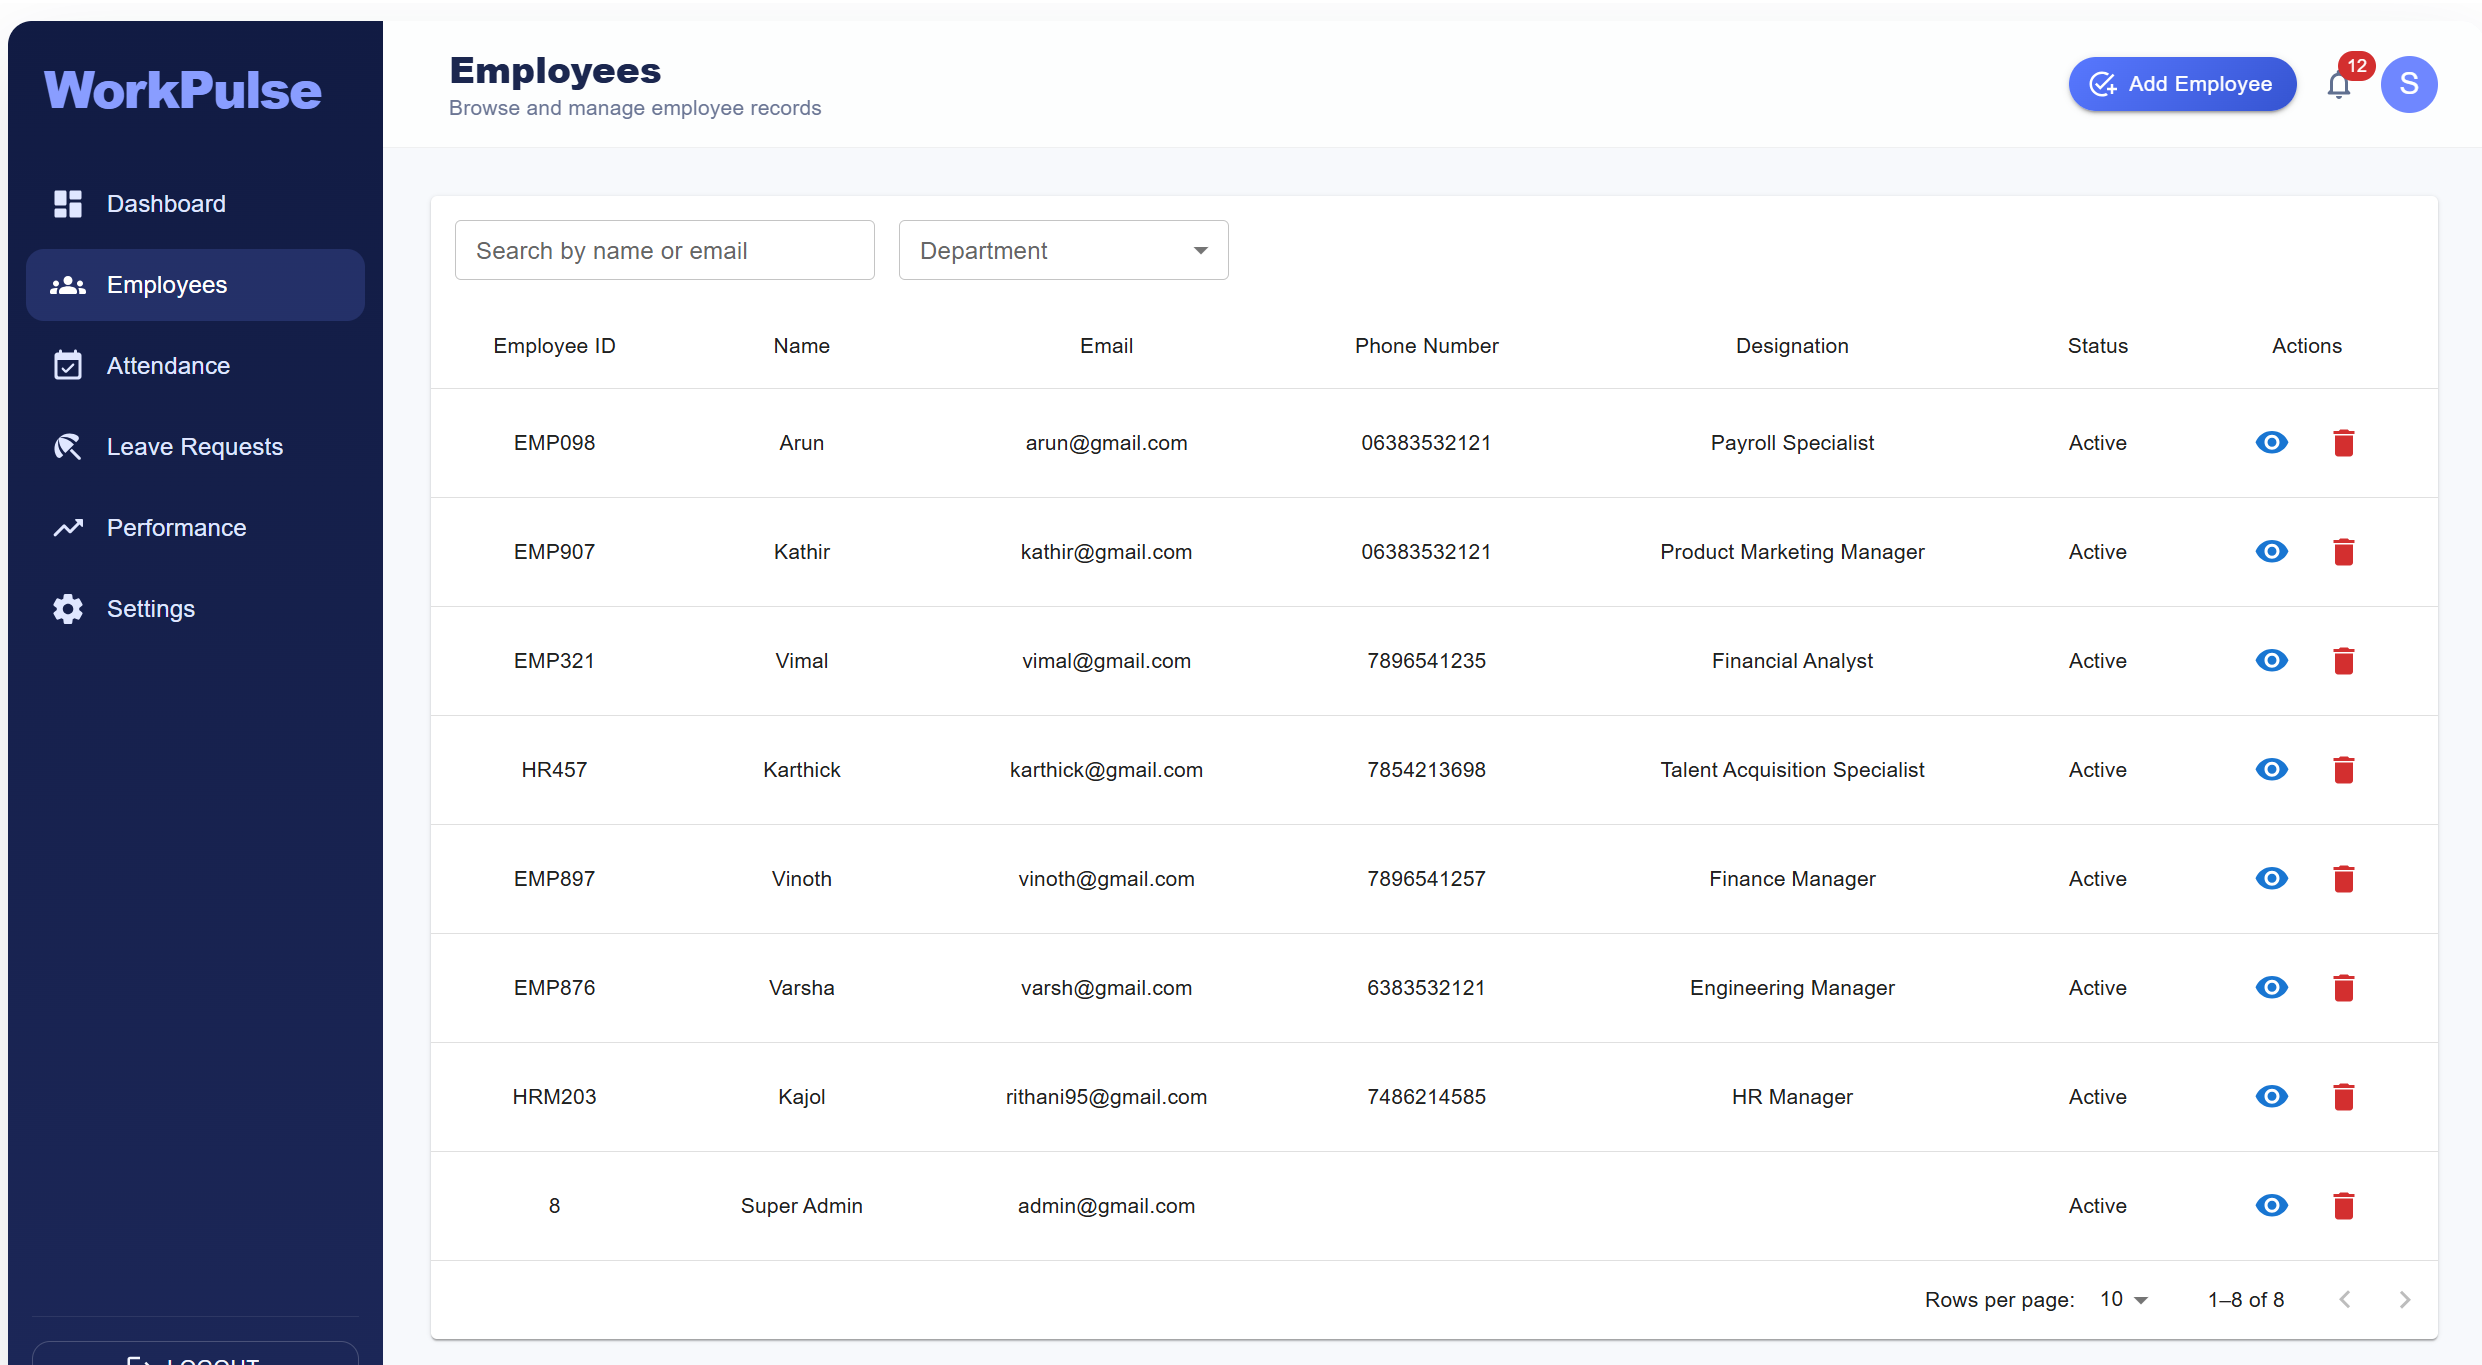 WorkPulse
Dashboard
Employees
Attendance
Leave Requests
Performance
Settings
LOGOUT
Employees
Browse and manage employee records
Add Employee
12
S
Search by name or email
Department
Employee ID Name Email Phone Number Designation Status Actions
EMP098 Arun arun@gmail.com 06383532121 Payroll Specialist Active
EMP907 Kathir kathir@gmail.com 06383532121 Product Marketing Manager Active
EMP321 Vimal vimal@gmail.com 7896541235 Financial Analyst Active
HR457 Karthick karthick@gmail.com 7854213698 Talent Acquisition Specialist Active
EMP897 Vinoth vinoth@gmail.com 7896541257 Finance Manager Active
EMP876 Varsha varsh@gmail.com 6383532121 Engineering Manager Active
HRM203 Kajol rithani95@gmail.com 7486214585 HR Manager Active
8 Super Admin admin@gmail.com Active
Rows per page: 10 1–8 of 8